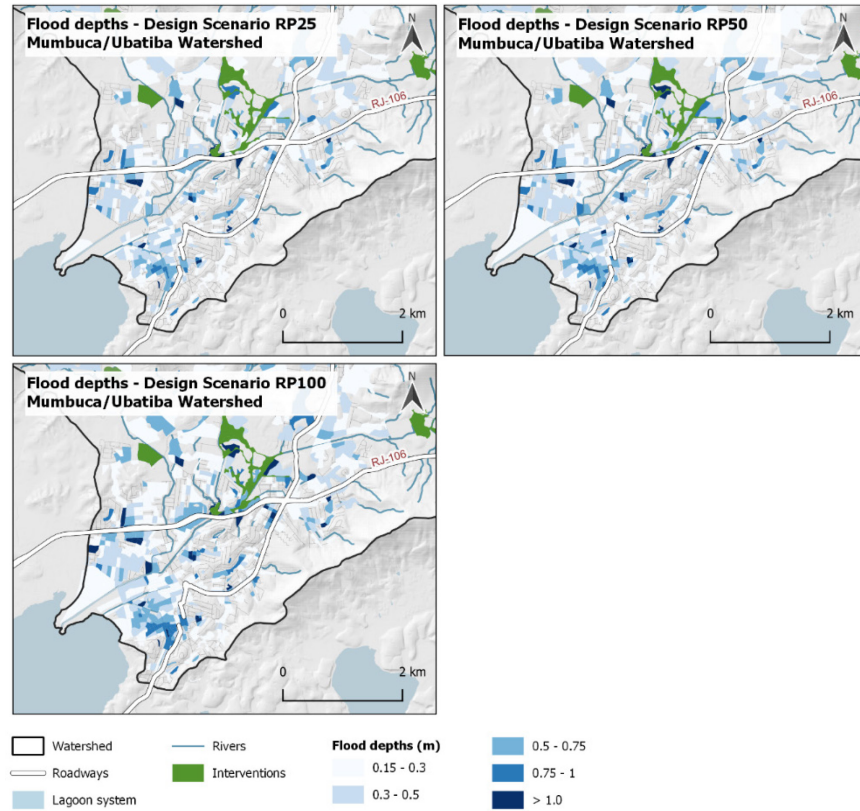 Flood depths - Design Scenario RP25
Mumbuca/Ubatiba Watershed
N
RJ-106
0 2 km
Flood depths - Design Scenario RP50
Mumbuca/Ubatiba Watershed
N
RJ-106
0 2 km
Flood depths - Design Scenario RP100
Mumbuca/Ubatiba Watershed
N
RJ-106
0 2 km
Watershed
Roadways
Lagoon system
Rivers
Interventions
Flood depths (m)
0.15 - 0.3
0.3 - 0.5
0.5 - 0.75
0.75 - 1
> 1.0